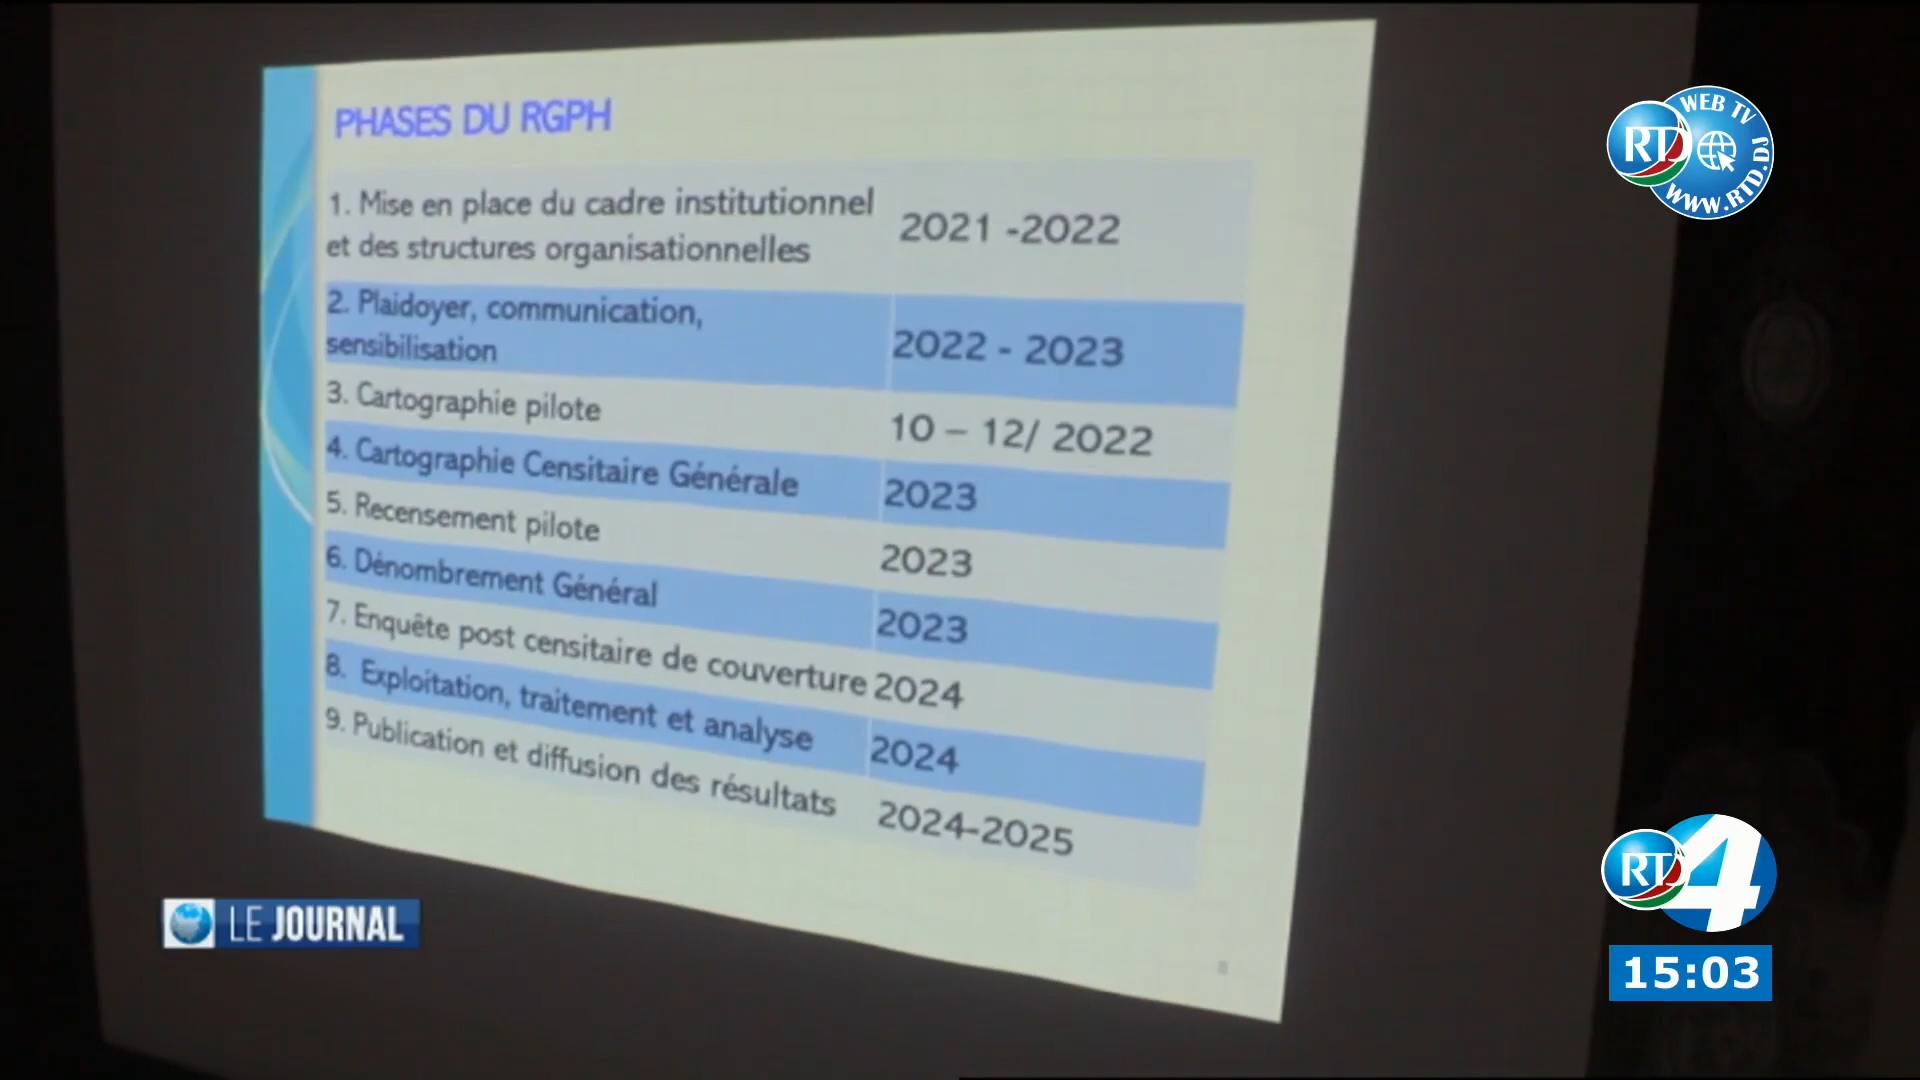 PHASES DU RGPH
1. Mise en place du cadre institutionnel
et des structures organisationnelles
2021 -2022
2. Plaidoyer, communication,
sensibilisation
2022 - 2023
3. Cartographie pilote
10 – 12/ 2022
4. Cartographie Censitaire Générale
2023
5. Recensement pilote
2023
6. Dénombrement Général
2023
7. Enquête post censitaire de couverture
2024
8. Exploitation, traitement et analyse
2024
9. Publication et diffusion des résultats
2024-2025
8
WEB TV
RTD
WWW.RTD.DJ
LE JOURNAL
RTD
4
15:03